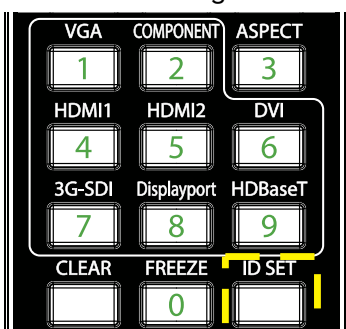 VGA COMPONENT ASPECT
1 2 3
HDMI1 HDMI2 DVI
4 5 6
3G-SDI Displayport HDBaseT
7 8 9
CLEAR FREEZE ID SET
0